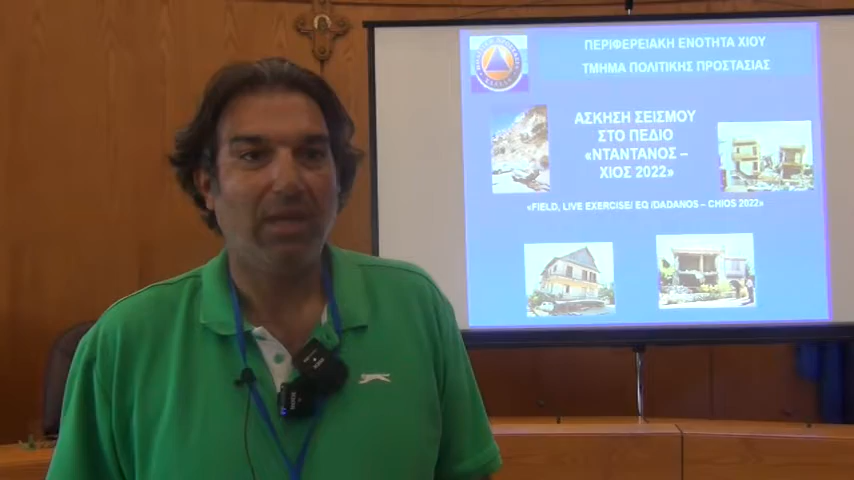 ΠΕΡΙΦΕΡΕΙΑΚΗ ΕΝΟΤΗΤΑ ΧΙΟΥ
ΤΜΗΜΑ ΠΟΛΙΤΙΚΗΣ ΠΡΟΣΤΑΣΙΑΣ
ΑΣΚΗΣΗ ΣΕΙΣΜΟΥ
ΣΤΟ ΠΕΔΙΟ
«ΝΤΑΝΤΑΝΟΣ –
ΧΙΟΣ 2022»
«FIELD, LIVE EXERCISE/ EQ /DADANOS – CHIOS 2022»